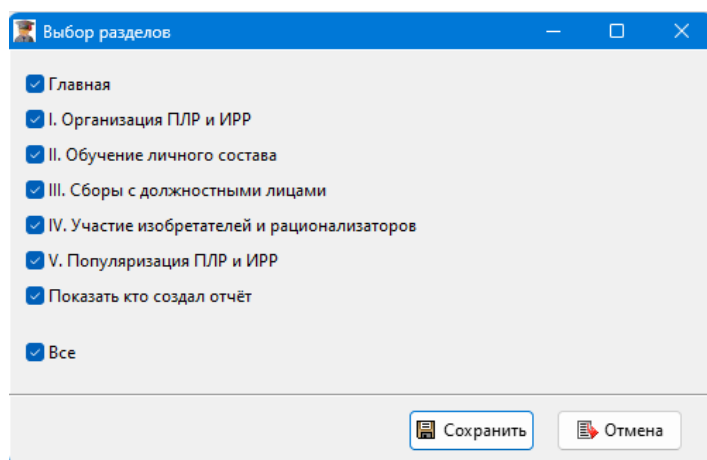 Выбор разделов
Главная
I. Организация ПЛР и ИРР
II. Обучение личного состава
III. Сборы с должностными лицами
IV. Участие изобретателей и рационализаторов
V. Популяризация ПЛР и ИРР
Показать кто создал отчёт
Все
Сохранить
Отмена